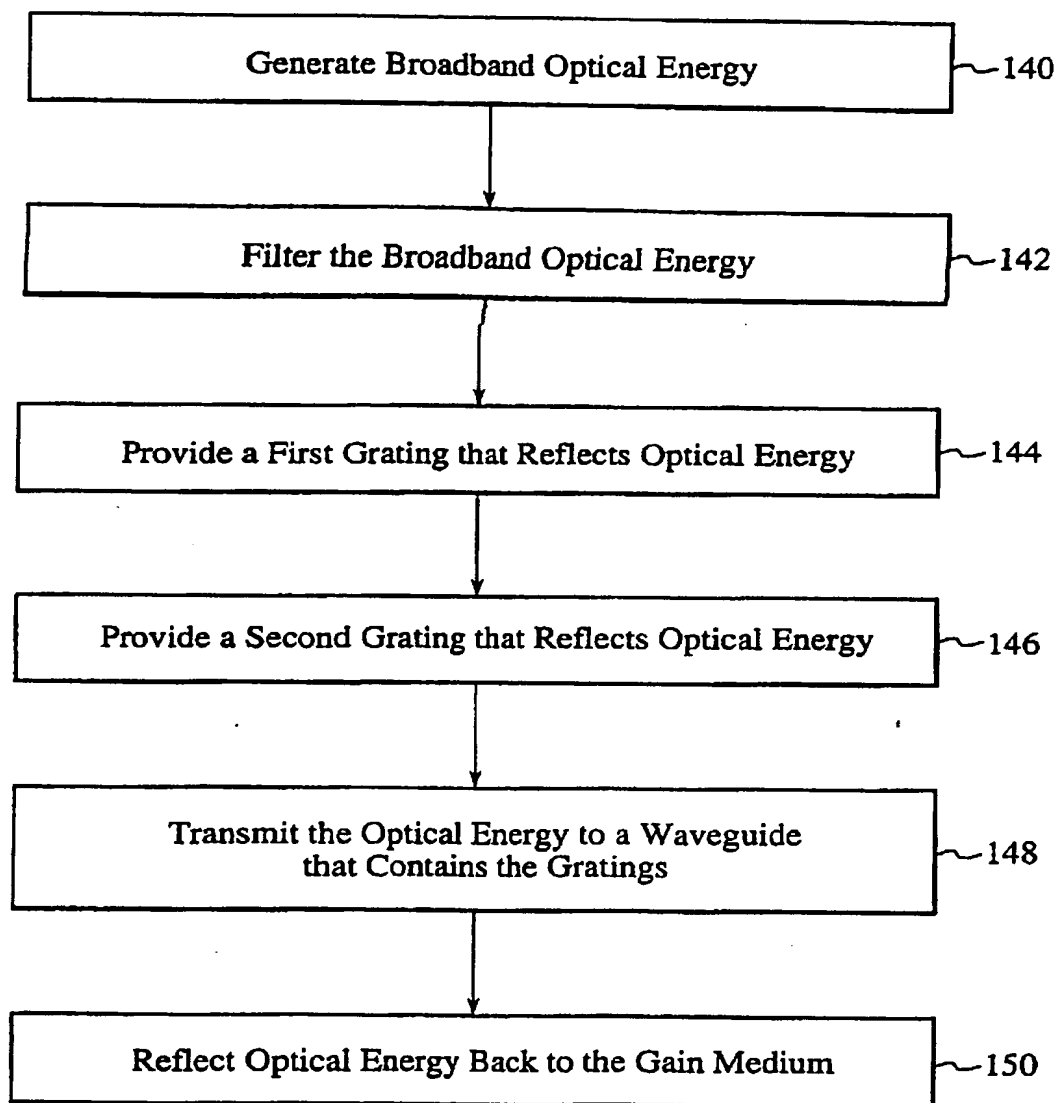 Generate Broadband Optical Energy
140
Filter the Broadband Optical Energy
142
Provide a First Grating that Reflects Optical Energy
144
Provide a Second Grating that Reflects Optical Energy
146
Transmit the Optical Energy to a Waveguide
that Contains the Gratings
148
Reflect Optical Energy Back to the Gain Medium
150